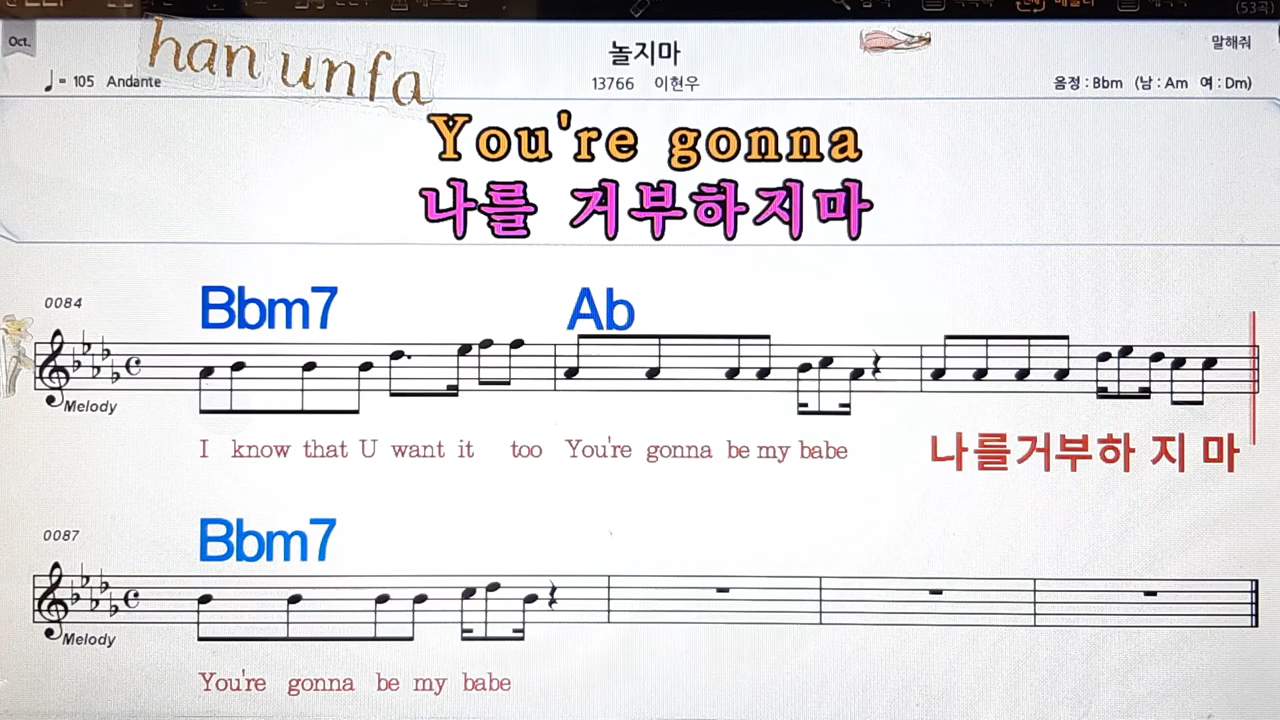 (53곡)
Oct.
han unfa
놀지마
말해줘
♩= 105 Andante
13766 이현우
음정 : Bbm (남 : Am 여 : Dm)
You're gonna
나를 거부하지마
0084
Bbm7 Ab
Melody
I know that U want it too You're gonna be my babe 나를거부하 지 마
0087
Bbm7
Melody
You're gonna be my babe